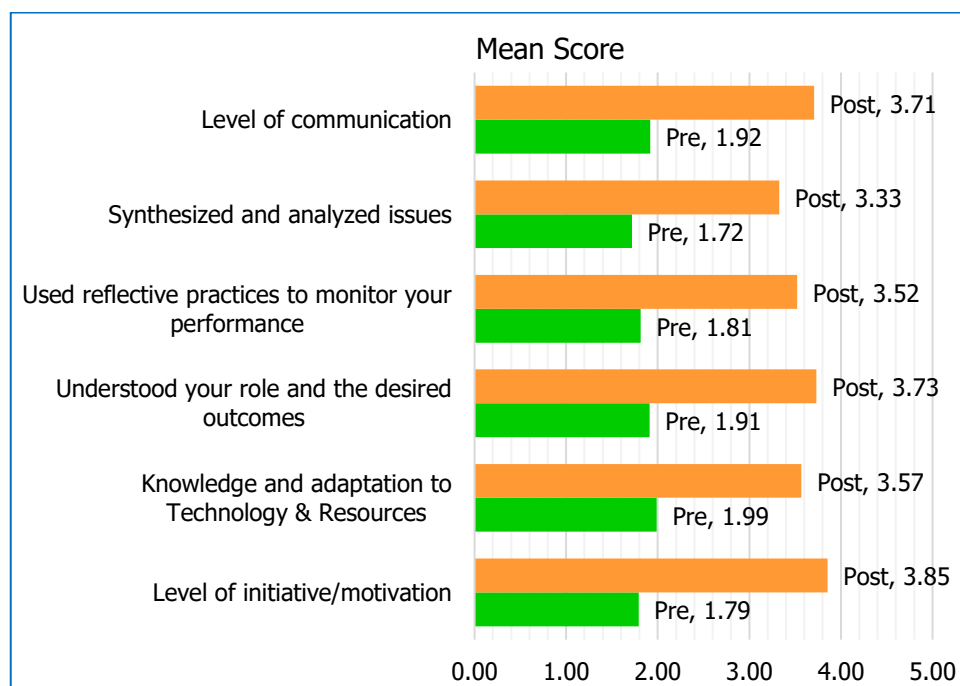 Mean Score
Level of communication
Post, 3.71
Pre, 1.92
Synthesized and analyzed issues
Post, 3.33
Pre, 1.72
Used reflective practices to monitor your
performance
Post, 3.52
Pre, 1.81
Understood your role and the desired
outcomes
Post, 3.73
Pre, 1.91
Knowledge and adaptation to
Technology & Resources
Post, 3.57
Pre, 1.99
Level of initiative/motivation
Post, 3.85
Pre, 1.79
0.00 1.00 2.00 3.00 4.00 5.00